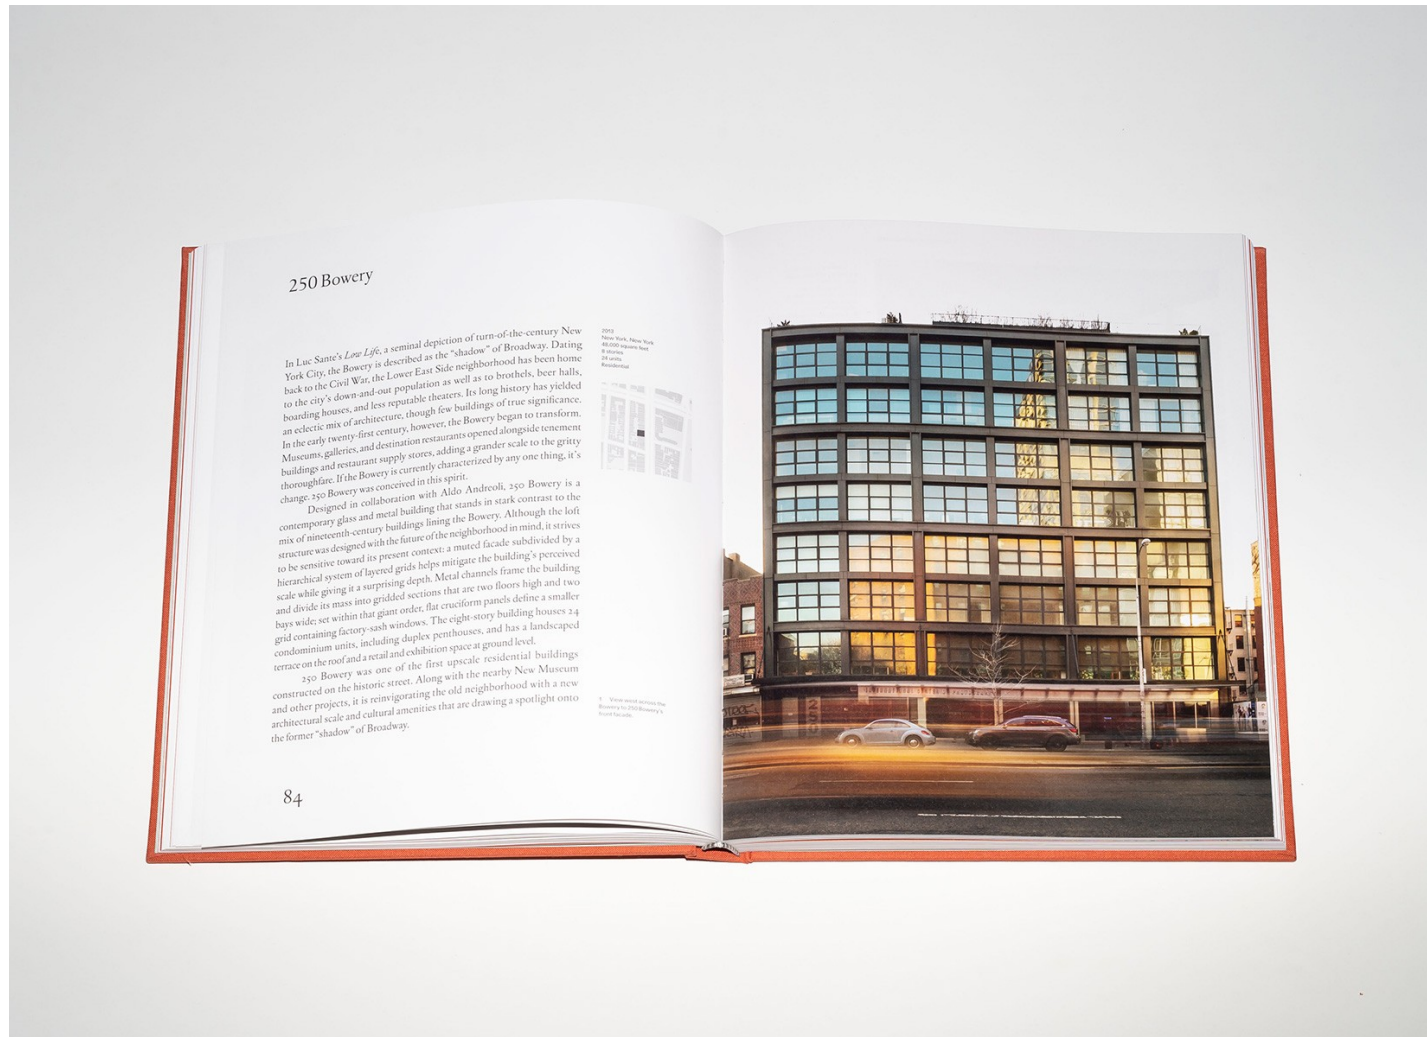 250 Bowery
In Luc Sante's Low Life, a seminal depiction of turn-of-the-century New
York City, the Bowery is described as the “shadow” of Broadway. Dating
back to the Civil War, the Lower East Side neighborhood has been home
to the city's down-and-out population as well as to brothels, beer halls,
boarding houses, and less reputable theaters. Its long history has yielded
an eclectic mix of architecture, though few buildings of true significance.
In the early twenty-first century, however, the Bowery began to transform.
Museums, galleries, and destination restaurants opened alongside tenement
buildings and restaurant supply stores, adding a grander scale to the gritty
thoroughfare. If the Bowery is currently characterized by any one thing, it's
change. 250 Bowery was conceived in this spirit.
Designed in collaboration with Aldo Andreoli, 250 Bowery is a
contemporary glass and metal building that stands in stark contrast to the
mix of nineteenth-century buildings lining the Bowery. Although the loft
structure was designed with the future of the neighborhood in mind, it strives
to be sensitive toward its present context: a muted facade subdivided by a
hierarchical system of layered grids helps mitigate the building's perceived
scale while giving it a surprising depth. Metal channels frame the building
and divide its mass into gridded sections that are two floors high and two
bays wide; set within that giant order, flat cruciform panels define a smaller
grid containing factory-sash windows. The eight-story building houses 24
condominium units, including duplex penthouses, and has a landscaped
terrace on the roof and a retail and exhibition space at ground level.
250 Bowery was one of the first upscale residential buildings
constructed on the historic street. Along with the nearby New Museum
and other projects, it is reinvigorating the old neighborhood with a new
architectural scale and cultural amenities that are drawing a spotlight onto
the former “shadow” of Broadway.
84
2013
New York, New York
48,000 square feet
8 stories
24 units
Residential
View west across the
Bowery to 250 Bowery's
front facade.
250